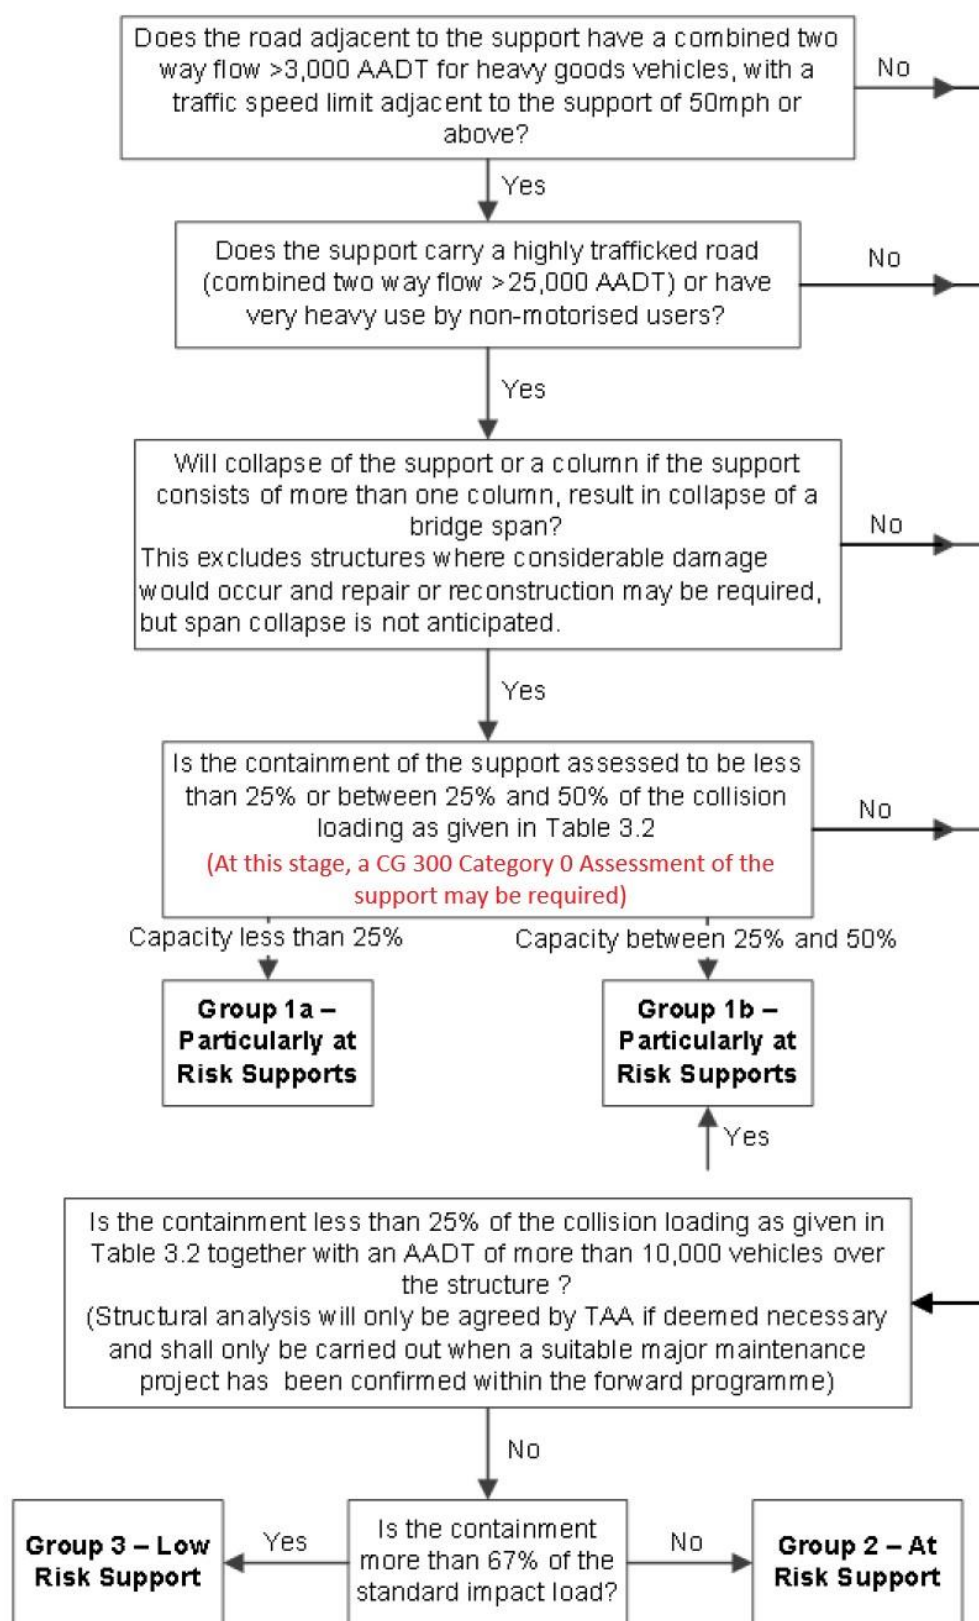 Does the road adjacent to the support have a combined two
way flow >3,000 AADT for heavy goods vehicles, with a
traffic speed limit adjacent to the support of 50mph or
above?
No
Yes
Does the support carry a highly trafficked road
(combined two way flow >25,000 AADT) or have
very heavy use by non-motorised users?
No
Yes
Will collapse of the support or a column if the support
consists of more than one column, result in collapse of a
bridge span?
This excludes structures where considerable damage
would occur and repair or reconstruction may be required,
but span collapse is not anticipated.
No
Yes
Is the containment of the support assessed to be less
than 25% or between 25% and 50% of the collision
loading as given in Table 3.2
(At this stage, a CG 300 Category 0 Assessment of the
support may be required)
No
Capacity less than 25%
Capacity between 25% and 50%
Group 1a –
Particularly at
Risk Supports
Group 1b –
Particularly at
Risk Supports
Yes
Is the containment less than 25% of the collision loading as given in
Table 3.2 together with an AADT of more than 10,000 vehicles over
the structure ?
(Structural analysis will only be agreed by TAA if deemed necessary
and shall only be carried out when a suitable major maintenance
project has been confirmed within the forward programme)
No
Group 3 – Low
Risk Support
Yes
Is the containment
more than 67% of the
standard impact load?
No
Group 2 – At
Risk Support